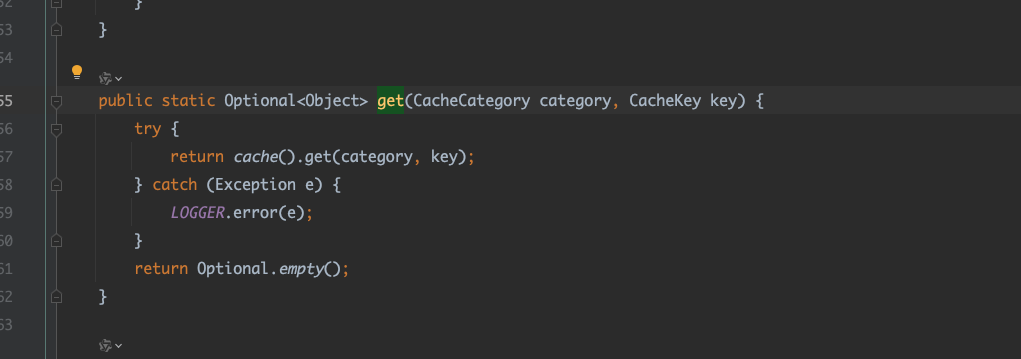 52 }
53 }
54
55 public static Optional<Object> get(CacheCategory category, CacheKey key) {
56 try {
57 return cache().get(category, key);
58 } catch (Exception e) {
59 LOGGER.error(e);
60 }
61 return Optional.empty();
62 }
63